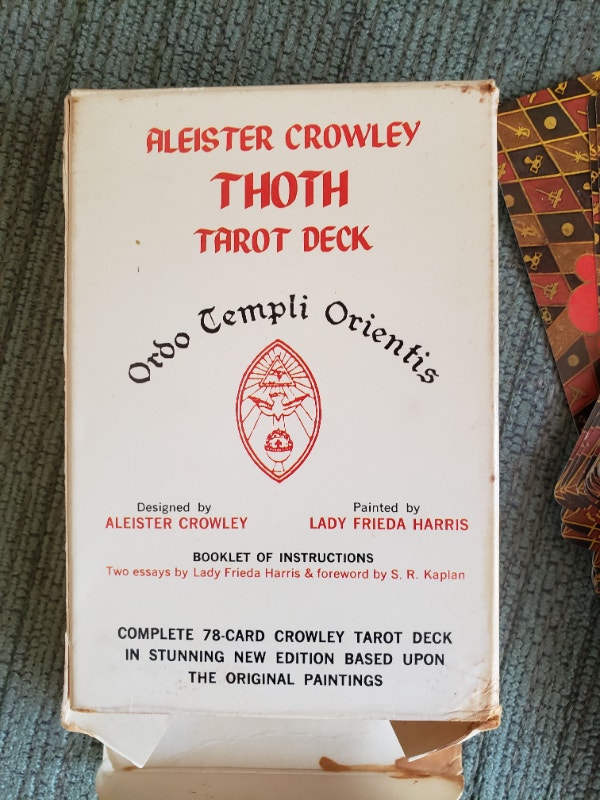 ALEISTER CROWLEY
THOTH
TAROT DECK
Ordo Templi Orientis
Designed by
ALEISTER CROWLEY
Painted by
LADY FRIEDA HARRIS
BOOKLET OF INSTRUCTIONS
Two essays by Lady Frieda Harris & foreword by S. R. Kaplan
COMPLETE 78-CARD CROWLEY TAROT DECK
IN STUNNING NEW EDITION BASED UPON
THE ORIGINAL PAINTINGS